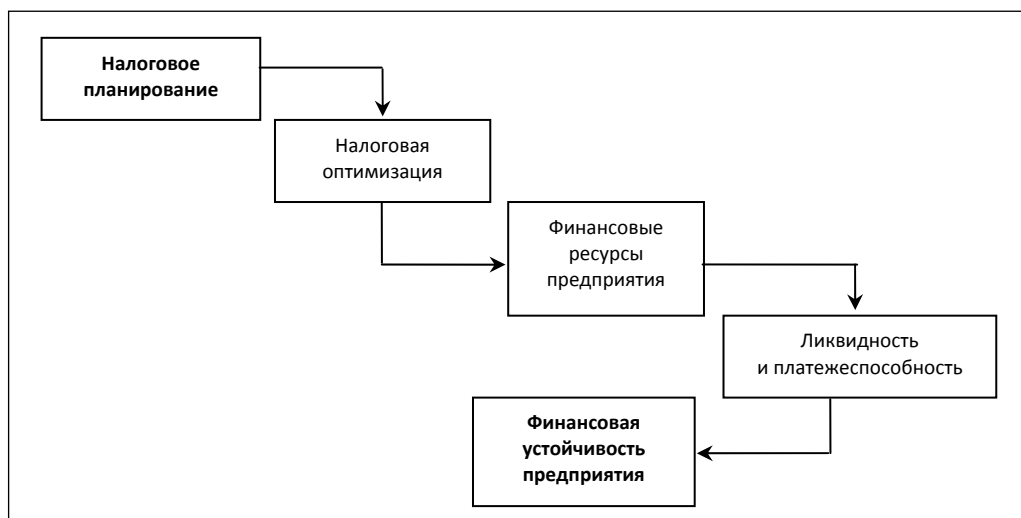 Налоговое
планирование
Налоговая
оптимизация
Финансовые
ресурсы
предприятия
Ликвидность
и платежеспособность
Финансовая
устойчивость
предприятия